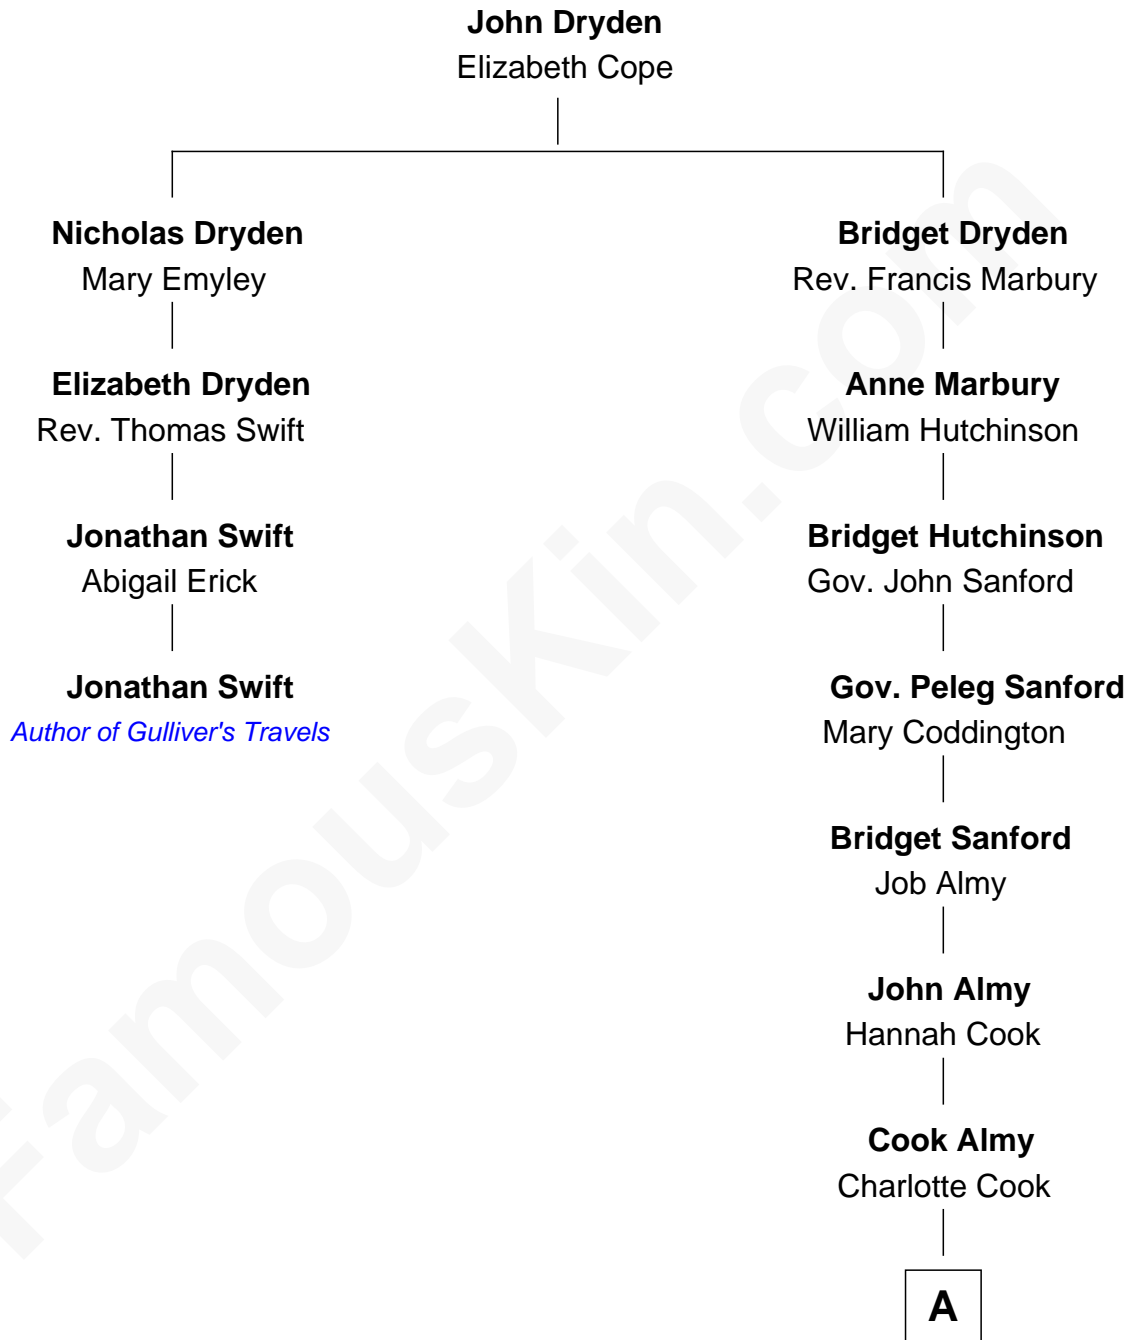 John Dryden
Elizabeth Cope
Nicholas Dryden
Mary Emyley
Bridget Dryden
Rev. Francis Marbury
Elizabeth Dryden
Rev. Thomas Swift
Anne Marbury
William Hutchinson
Jonathan Swift
Abigail Erick
Bridget Hutchinson
Gov. John Sanford
Jonathan Swift
Author of Gulliver's Travels
Gov. Peleg Sanford
Mary Coddington
Bridget Sanford
Job Almy
John Almy
Hannah Cook
Cook Almy
Charlotte Cook
A
FamousKin.com